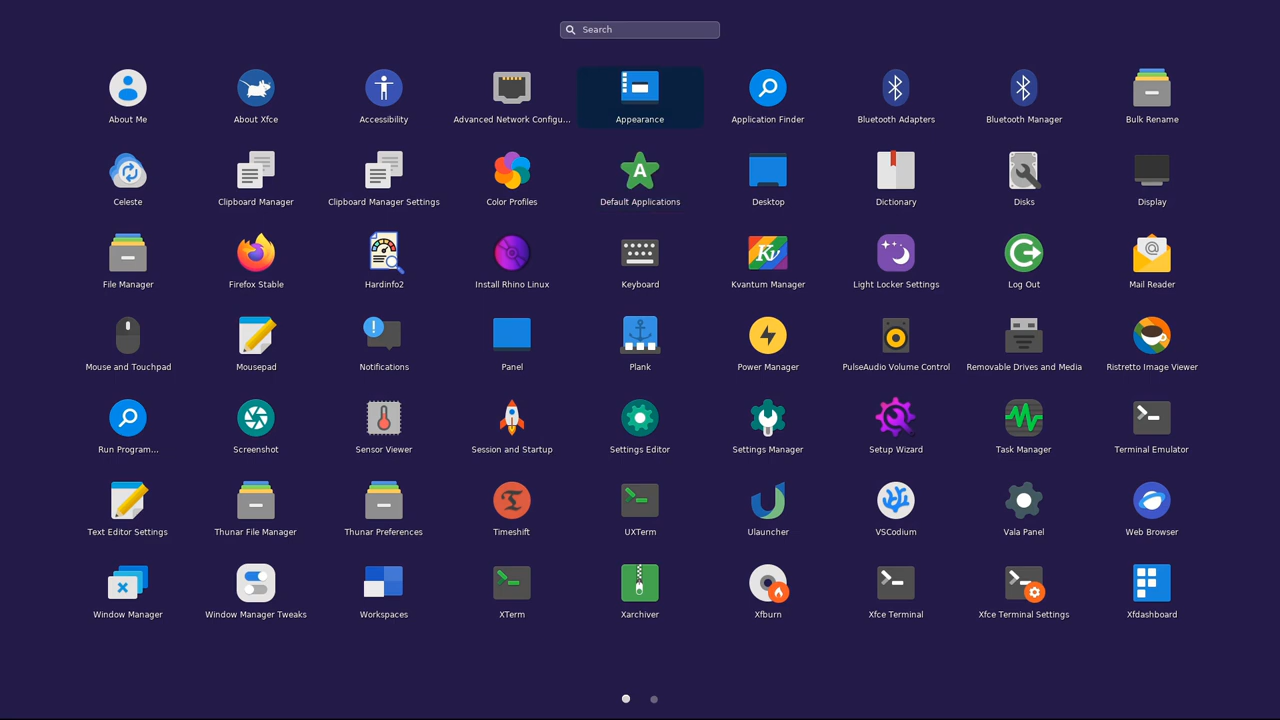 Search
About Me
About Xfce
Accessibility
Advanced Network Configu...
Appearance
Application Finder
Bluetooth Adapters
Bluetooth Manager
Bulk Rename
Celeste
Clipboard Manager
Clipboard Manager Settings
Color Profiles
Default Applications
Desktop
Dictionary
Disks
Display
File Manager
Firefox Stable
Hardinfo2
Install Rhino Linux
Keyboard
Kvantum Manager
Light Locker Settings
Log Out
Mail Reader
Mouse and Touchpad
Mousepad
Notifications
Panel
Plank
Power Manager
PulseAudio Volume Control
Removable Drives and Media
Ristretto Image Viewer
Run Program...
Screenshot
Sensor Viewer
Session and Startup
Settings Editor
Settings Manager
Setup Wizard
Task Manager
Terminal Emulator
Text Editor Settings
Thunar File Manager
Thunar Preferences
Timeshift
UXTerm
Ulauncher
VSCodium
Vala Panel
Web Browser
Window Manager
Window Manager Tweaks
Workspaces
XTerm
Xarchiver
Xfburn
Xfce Terminal
Xfce Terminal Settings
Xfdashboard